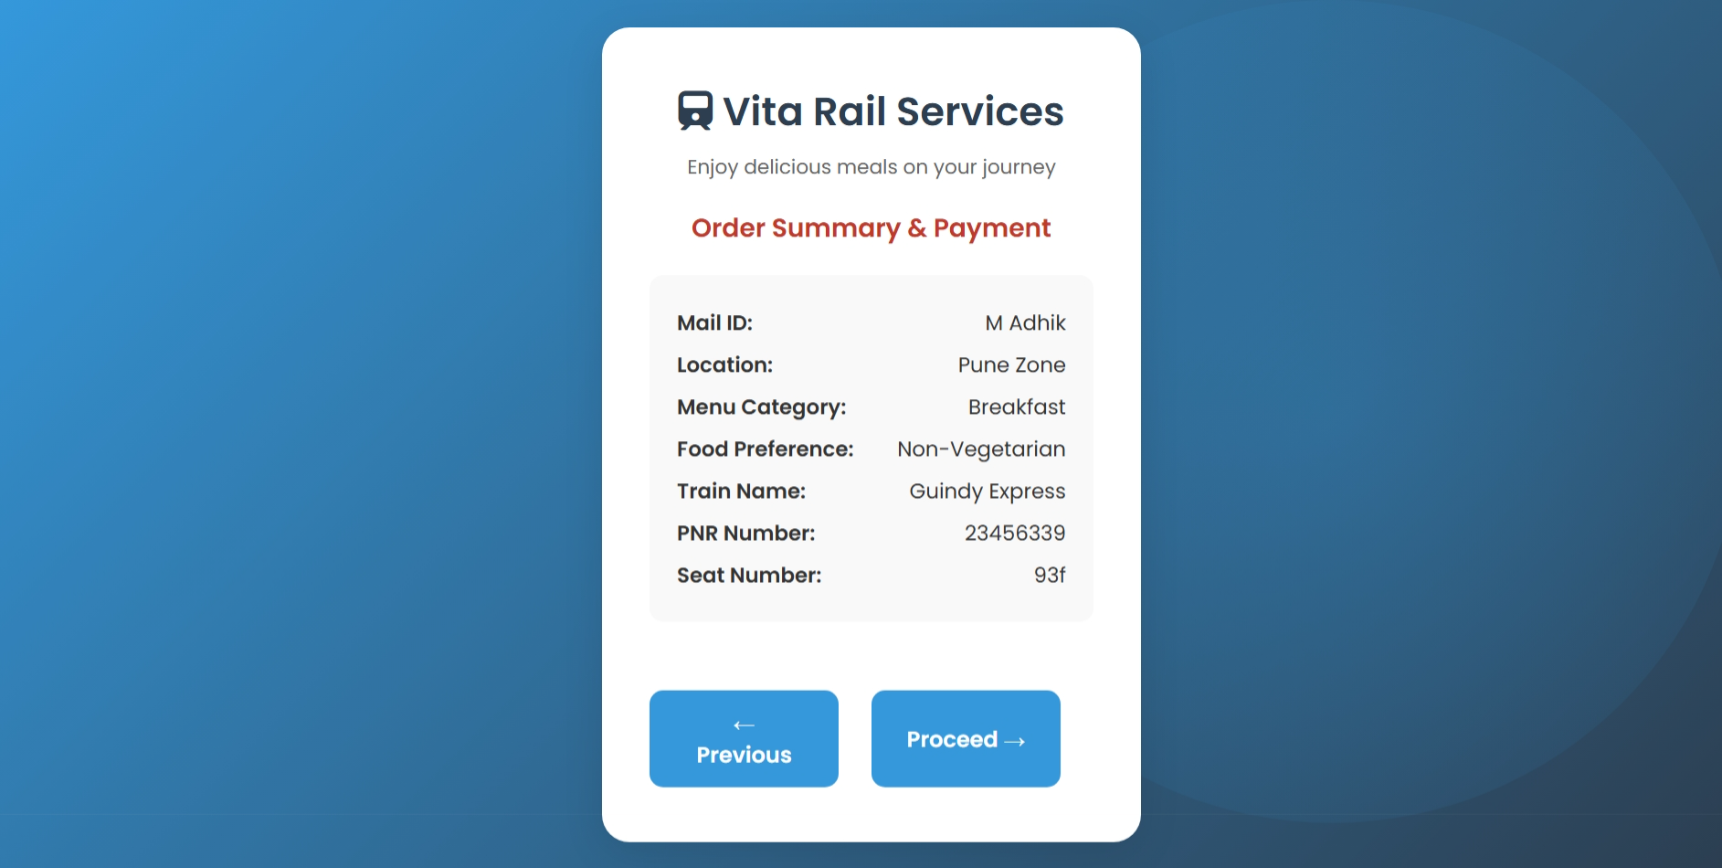 Vita Rail Services
Enjoy delicious meals on your journey
Order Summary & Payment
Mail ID: M Adhik
Location: Pune Zone
Menu Category: Breakfast
Food Preference: Non-Vegetarian
Train Name: Guindy Express
PNR Number: 23456339
Seat Number: 93f
←
Previous
Proceed →